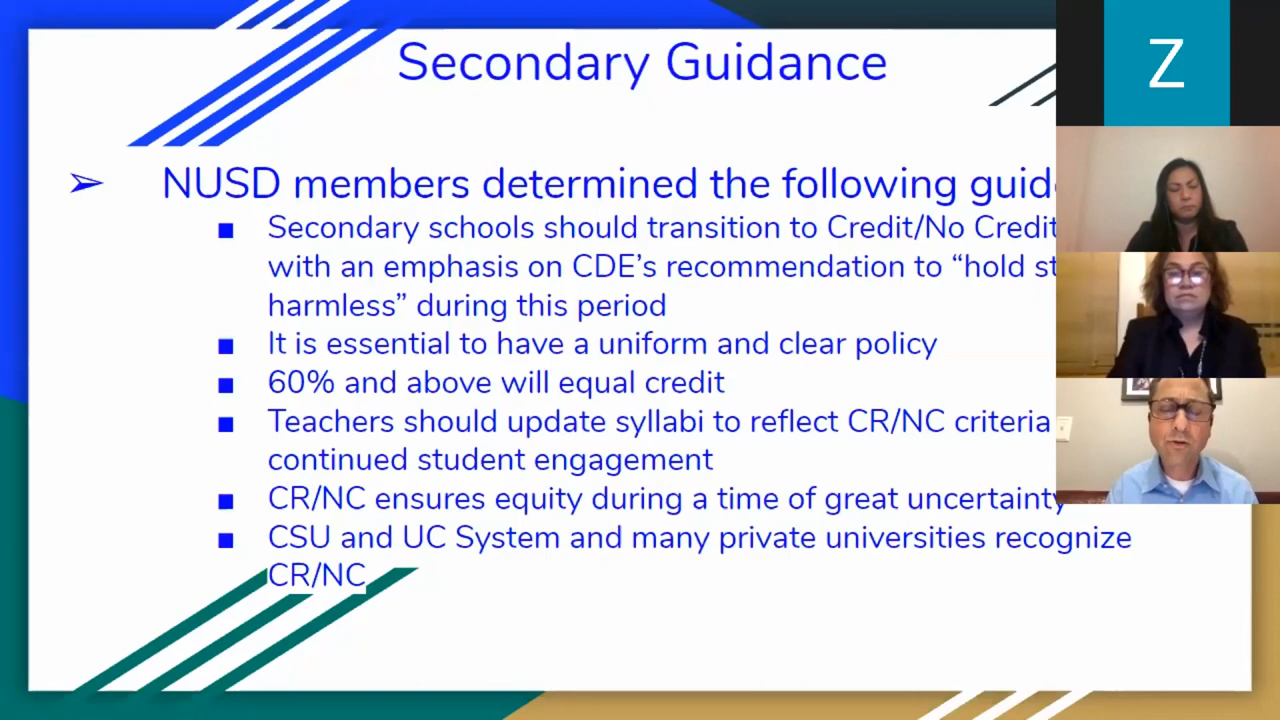 Secondary Guidance
Z
➢ NUSD members determined the following
■ Secondary schools should transition to Credit/No Credit
with an emphasis on CDE’s recommendation to “hold
harmless” during this period
■ It is essential to have a uniform and clear policy
■ 60% and above will equal credit
■ Teachers should update syllabi to reflect CR/NC criteria
continued student engagement
■ CR/NC ensures equity during a time of great uncertainty
■ CSU and UC System and many private universities recognize
CR/NC